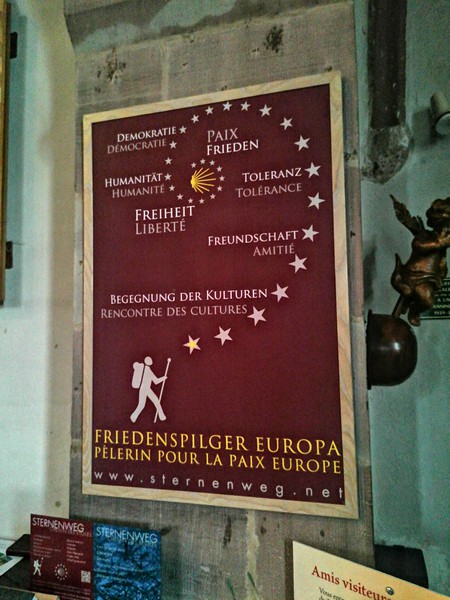 DEMOKRATIE
DÉMOCRATIE
PAIX
FRIEDEN
HUMANITÄT
HUMANITÉ
TOLERANZ
TOLÉRANCE
FREIHEIT
LIBERTÉ
FREUNDSCHAFT
AMITIÉ
BEGEGNUNG DER KULTUREN
RENCONTRE DES CULTURES
FRIEDENSPILGER EUROPA
PÈLERIN POUR LA PAIX EUROPE
www.sternenweg.net
STERNENWEG
STERNENWEG
Amis visiteurs